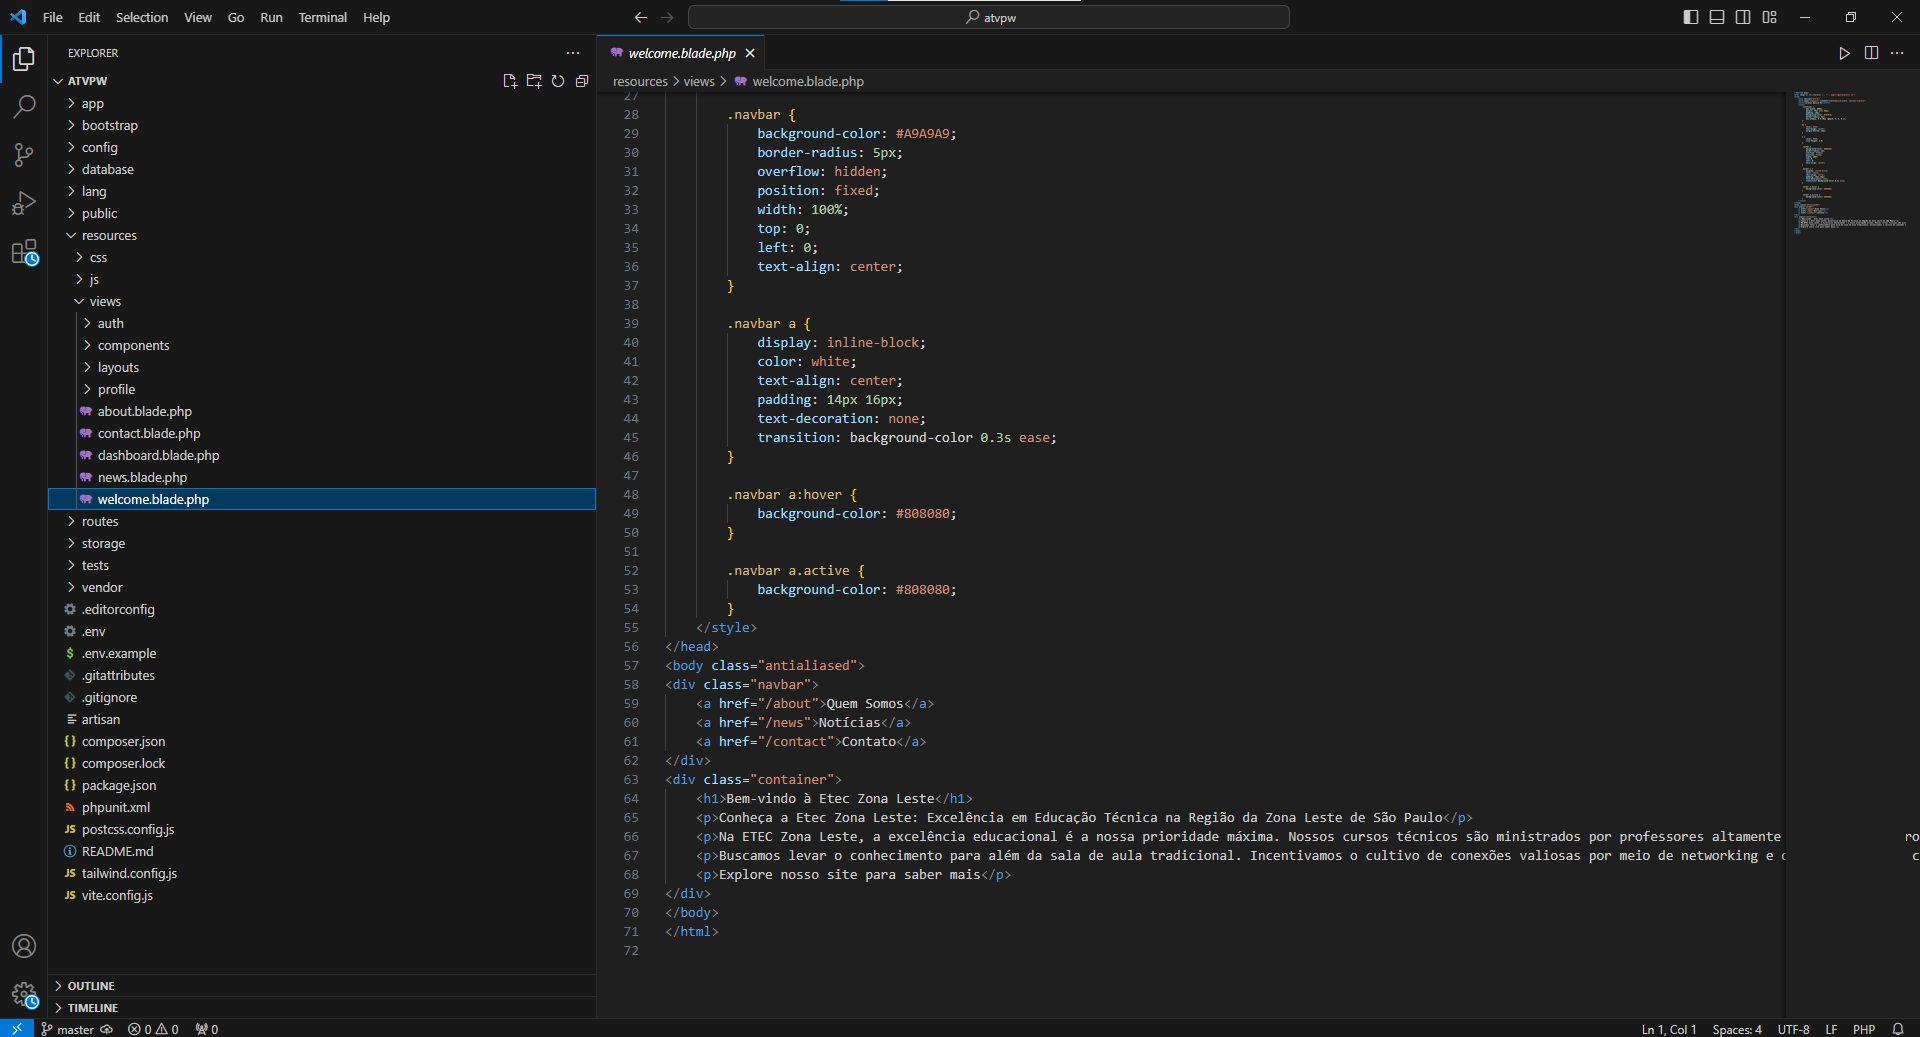 File Edit Selection View Go Run Terminal Help
atvpw
EXPLORER
ATVPW
app
bootstrap
config
database
lang
public
resources
css
js
views
auth
components
layouts
profile
about.blade.php
contact.blade.php
dashboard.blade.php
news.blade.php
welcome.blade.php
routes
storage
tests
vendor
.editorconfig
.env
.env.example
.gitattributes
.gitignore
artisan
composer.json
composer.lock
package.json
phpunit.xml
postcss.config.js
README.md
tailwind.config.js
vite.config.js
OUTLINE
TIMELINE
welcome.blade.php
resources > views > welcome.blade.php
27
28 .navbar {
29 background-color: #A9A9A9;
30 border-radius: 5px;
31 overflow: hidden;
32 position: fixed;
33 width: 100%;
34 top: 0;
35 left: 0;
36 text-align: center;
37 }
38
39 .navbar a {
40 display: inline-block;
41 color: white;
42 text-align: center;
43 padding: 14px 16px;
44 text-decoration: none;
45 transition: background-color 0.3s ease;
46 }
47
48 .navbar a:hover {
49 background-color: #808080;
50 }
51
52 .navbar a.active {
53 background-color: #808080;
54 }
55 </style>
56 </head>
57 <body class="antialiased">
58 <div class="navbar">
59 <a href="/about">Quem Somos</a>
60 <a href="/news">Notícias</a>
61 <a href="/contact">Contato</a>
62 </div>
63 <div class="container">
64 <h1>Bem-vindo à Etec Zona Leste</h1>
65 <p>Conheça a Etec Zona Leste: Excelência em Educação Técnica na Região da Zona Leste de São Paulo</p>
66 <p>Na ETEC Zona Leste, a excelência educacional é a nossa prioridade máxima. Nossos cursos técnicos são ministrados por professores altamente ro
67 <p>Buscamos levar o conhecimento para além da sala de aula tradicional. Incentivamos o cultivo de conexões valiosas por meio de networking e c
68 <p>Explore nosso site para saber mais</p>
69 </div>
70 </body>
71 </html>
72
master 0 0 0 Ln 1, Col 1 Spaces: 4 UTF-8 LF PHP